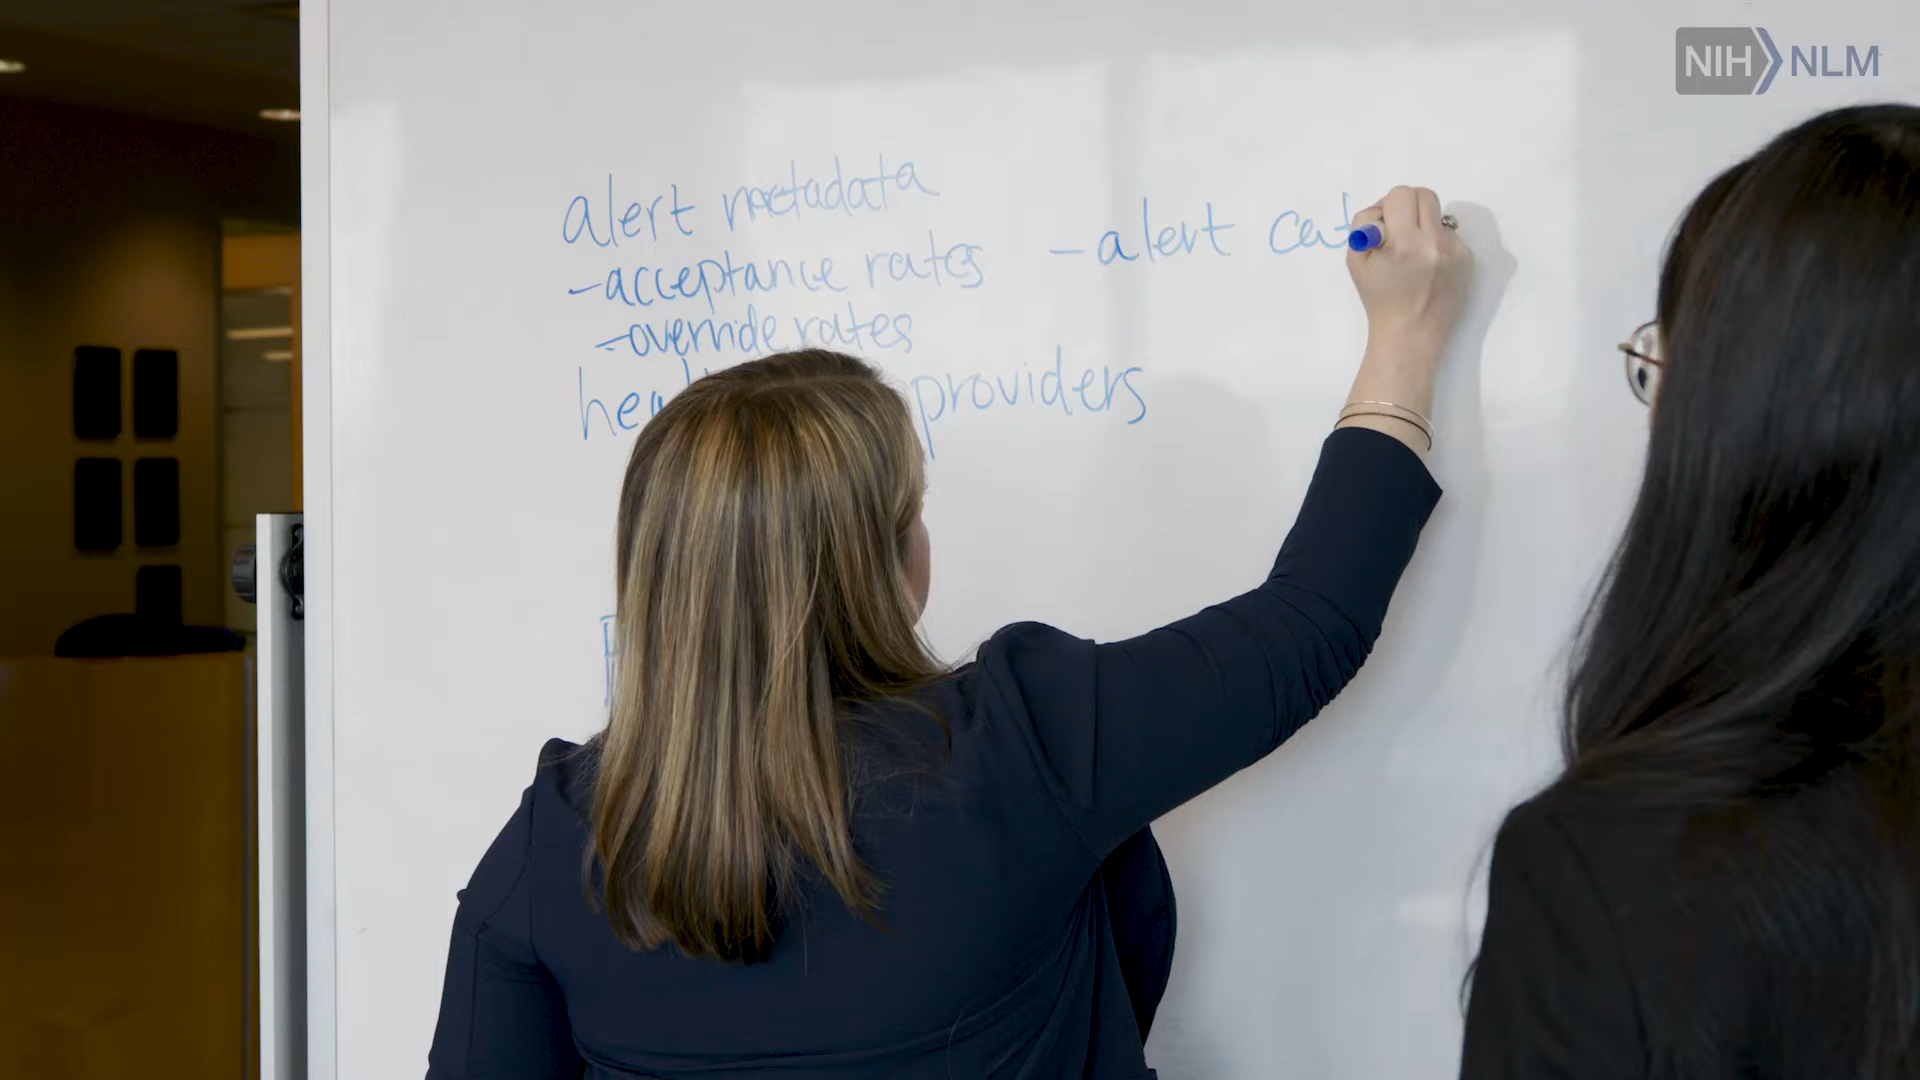 NIH NLM
alert metadata
-acceptance rates -alert cat
-override rates
providers